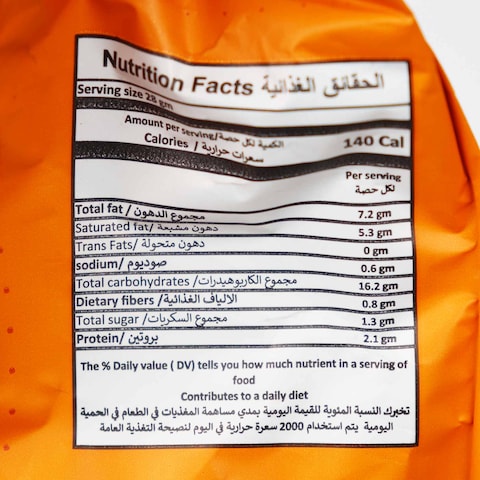 Nutrition Facts الحقائق الغذائية
Serving size 28 gm
Amount per serving/الكمية لكل حصة
Calories / سعرات حرارية 140 Cal
Per serving
لكل حصة
Total fat/ مجموع الدهون 7.2 gm
Saturated fat/ دهون مشبعة 5.3 gm
Trans Fats/ دهون متحولة 0 gm
sodium/ صوديوم 0.6 gm
Total carbohydrates /مجموع الكاربوهيدرات 16.2 gm
Dietary fibers /الالياف الغذائية 0.8 gm
Total sugar /مجموع السكريات 1.3 gm
Protein/ بروتين 2.1 gm
The % Daily value ( DV) tells you how much nutrient in a serving of
food
Contributes to a daily diet
تخبرك النسبة المئوية للقيمة اليومية بمدي مساهمة المغذيات في الطعام في الحمية
اليومية يتم استخدام 2000 سعرة حرارية في اليوم لنصيحة التغذية العامة